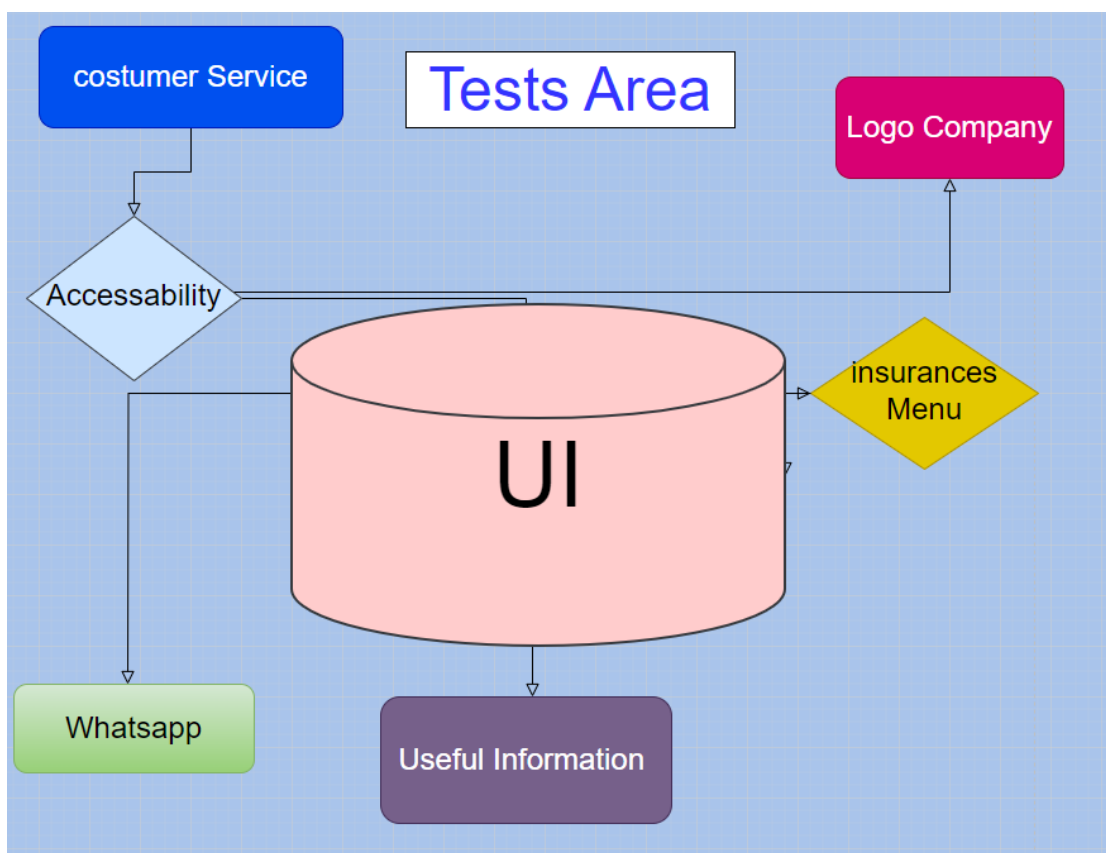 costumer Service
Tests Area
Logo Company
Accessability
insurances
Menu
UI
Whatsapp
Useful Information